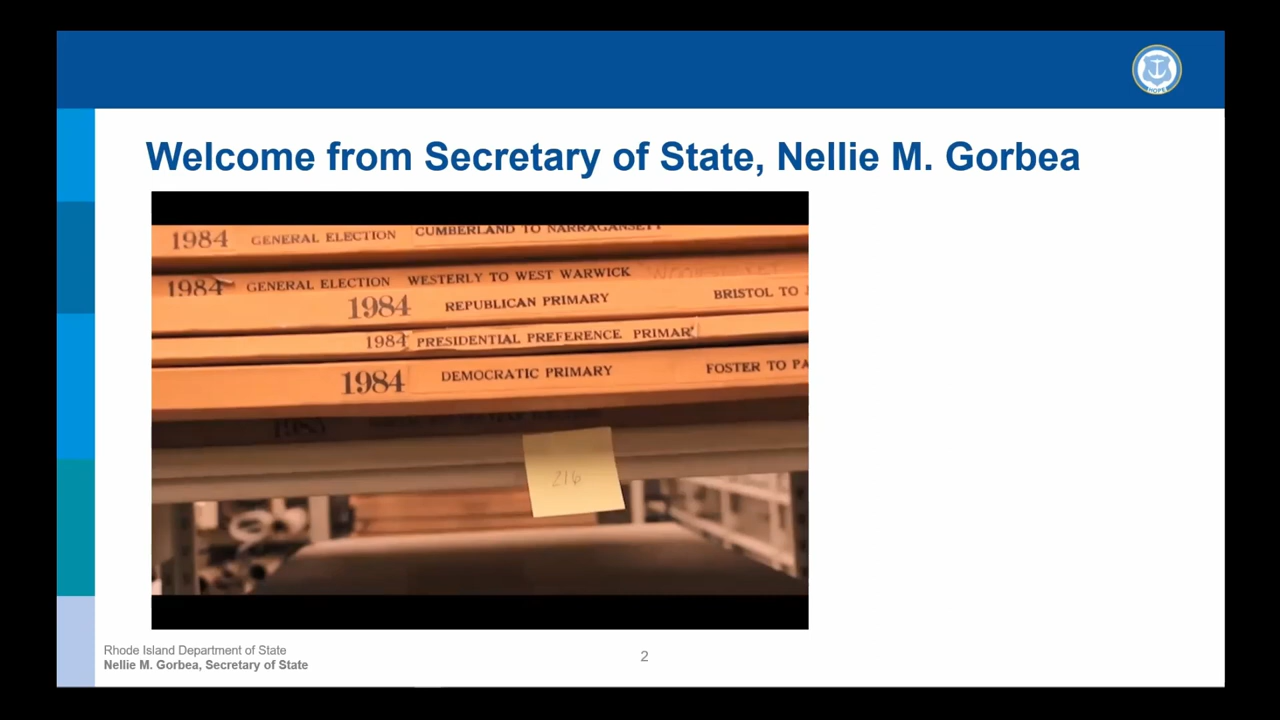 HOPE
Welcome from Secretary of State, Nellie M. Gorbea
1984 GENERAL ELECTION CUMBERLAND TO NARRAGANSETT
1984 GENERAL ELECTION WESTERLY TO WEST WARWICK
1984 REPUBLICAN PRIMARY BRISTOL TO
1984 PRESIDENTIAL PREFERENCE PRIMAR
1984 DEMOCRATIC PRIMARY FOSTER TO PA
216
Rhode Island Department of State
Nellie M. Gorbea, Secretary of State
2